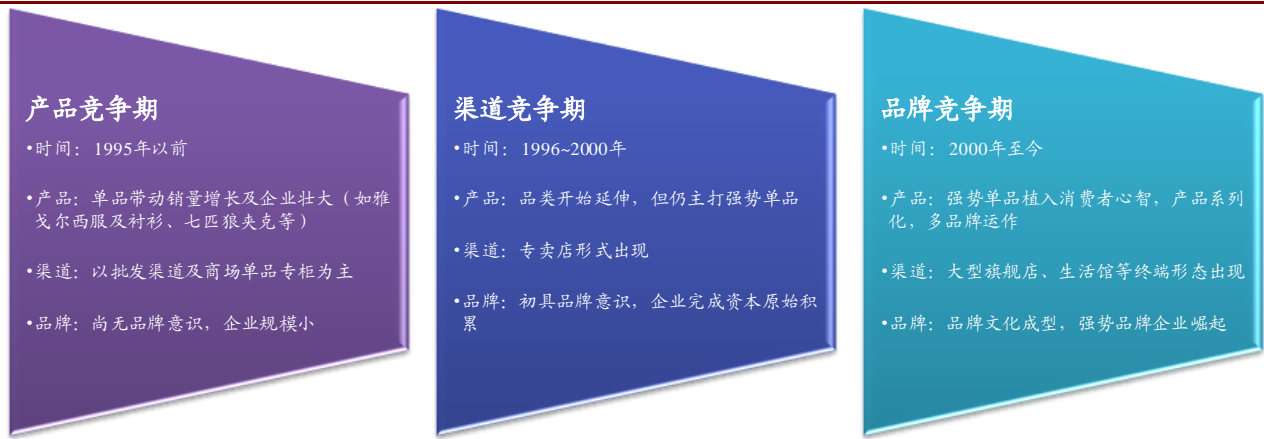 产品竞争期
•时间：1995年以前
•产品：单品带动销量增长及企业壮大（如雅
戈尔西服及衬衫、七匹狼夹克等）
•渠道：以批发渠道及商场单品专柜为主
•品牌：尚无品牌意识，企业规模小
渠道竞争期
•时间：1996~2000年
•产品：品类开始延伸，但仍主打强势单品
•渠道：专卖店形式出现
•品牌：初具品牌意识，企业完成资本原始积
累
品牌竞争期
•时间：2000年至今
•产品：强势单品植入消费者心智，产品系列
化，多品牌运作
•渠道：大型旗舰店、生活馆等终端形态出现
•品牌：品牌文化成型，强势品牌企业崛起